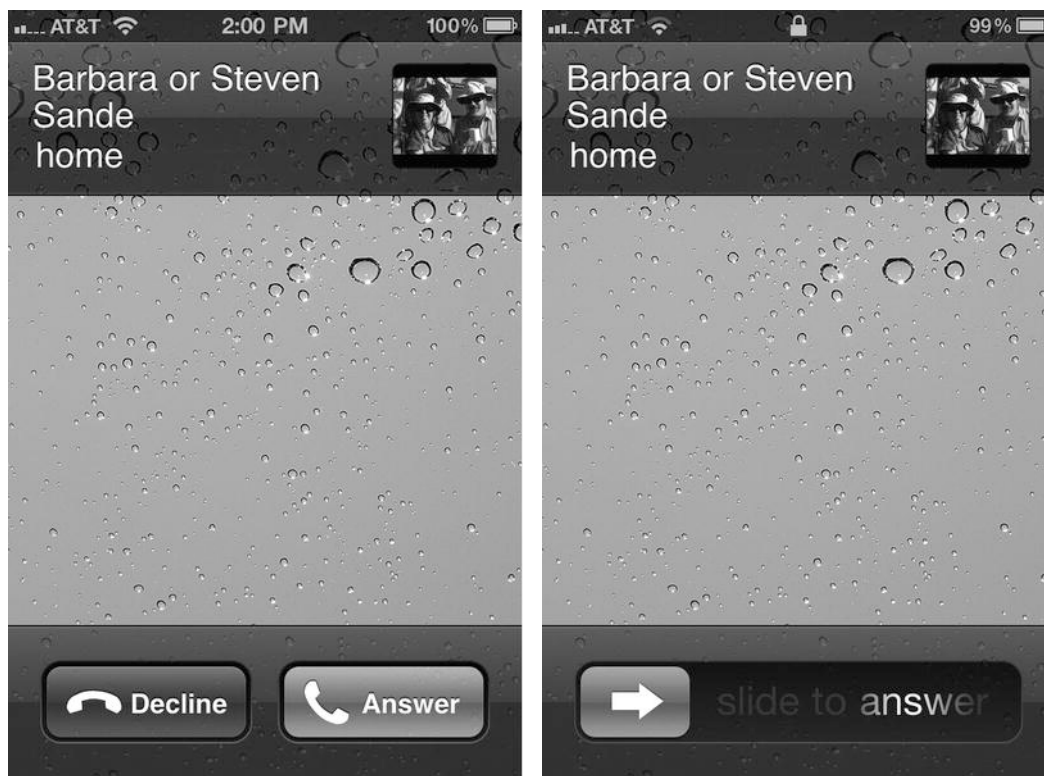 AT&T 2:00 PM 100%
Barbara or Steven
Sande
home
Decline
Answer
AT&T 99%
Barbara or Steven
Sande
home
slide to answer